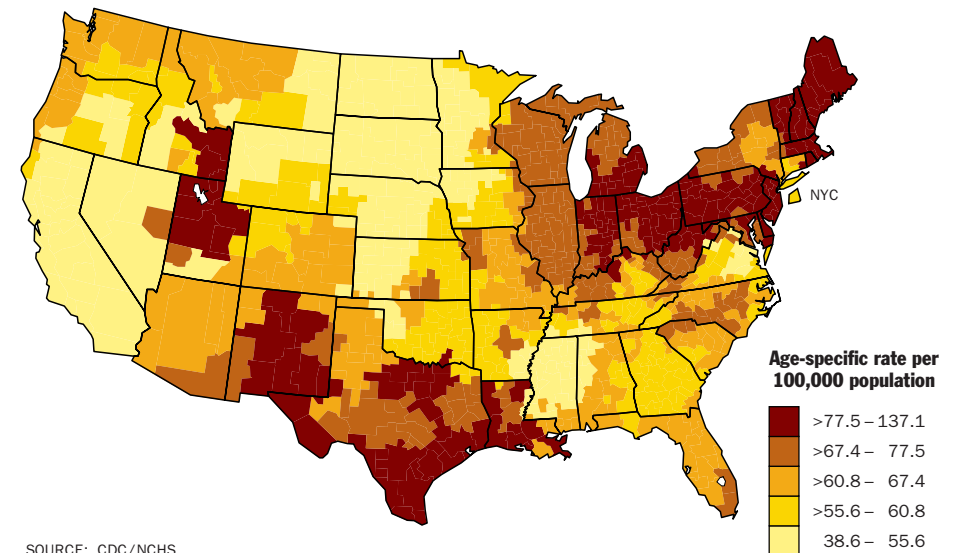 NYC
Age-specific rate per
100,000 population
>77.5 – 137.1
>67.4 – 77.5
>60.8 – 67.4
>55.6 – 60.8
38.6 – 55.6
SOURCE: CDC/NCHS